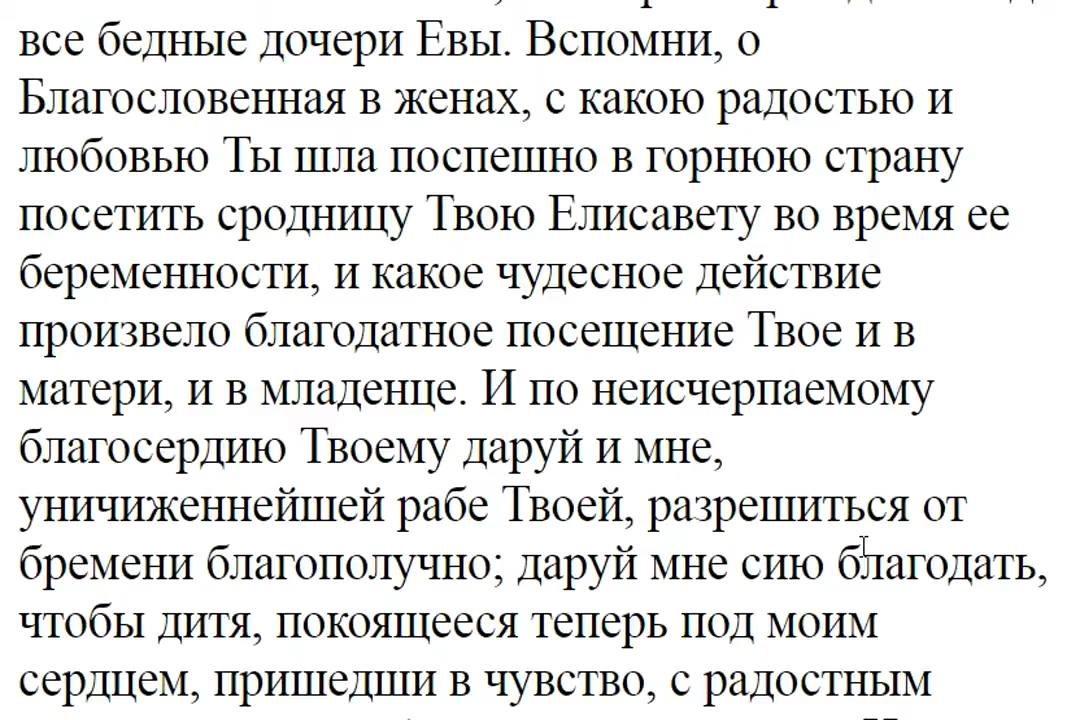 все бедные дочери Евы. Вспомни, о
Благословенная в женах, с какою радостью и
любовью Ты шла поспешно в горнюю страну
посетить сродницу Твою Елисавету во время ее
беременности, и какое чудесное действие
произвело благодатное посещение Твое и в
матери, и в младенце. И по неисчерпаемому
благосердию Твоему даруй и мне,
уничиженнейшей рабе Твоей, разрешиться от
бремени благополучно; даруй мне сию благодать,
чтобы дитя, покоящееся теперь под моим
сердцем, пришедши в чувство, с радостным